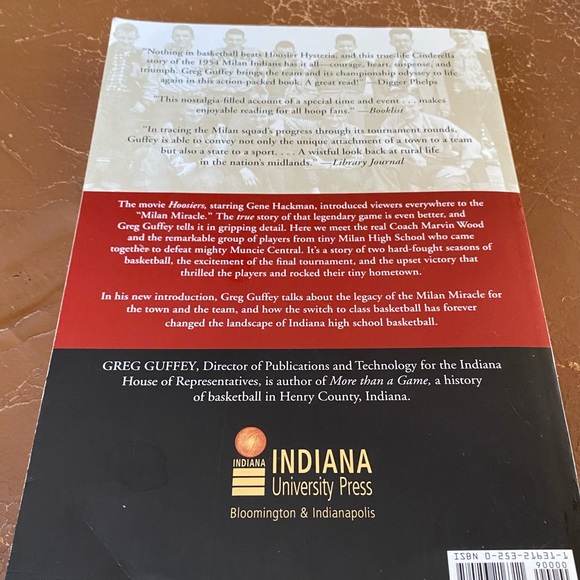 "Nothing in basketball beats Hoosier Hysteria, and this true-life Cinderella
story of the 1954 Milan Indians has it all—courage, heart, suspense, and
triumph. Greg Guffey brings the team and its championship odyssey to life
again in this action-packed book. A great read!" —Digger Phelps
"This nostalgia-filled account of a special time and event . . . makes
enjoyable reading for all hoop fans." —Booklist
"In tracing the Milan squad's progress through its tournament rounds,
Guffey is able to convey not only the unique attachment of a town to a team
but also a state to a sport. . . . A wistful look back at rural life
in the nation's midlands." —Library Journal
The movie Hoosiers, starring Gene Hackman, introduced viewers everywhere to the
"Milan Miracle." The true story of that legendary game is even better, and
Greg Guffey tells it in gripping detail. Here we meet the real Coach Marvin Wood
and the remarkable group of players from tiny Milan High School who came
together to defeat mighty Muncie Central. It's a story of two hard-fought seasons of
basketball, the excitement of the final tournament, and the upset victory that
thrilled the players and rocked their tiny hometown.
In his new introduction, Greg Guffey talks about the legacy of the Milan Miracle for
the town and the team, and how the switch to class basketball has forever
changed the landscape of Indiana high school basketball.
GREG GUFFEY, Director of Publications and Technology for the Indiana
House of Representatives, is author of More than a Game, a history
of basketball in Henry County, Indiana.
INDIANA
INDIANA
University Press
Bloomington & Indianapolis
ISBN 0-253-21631-1
90000